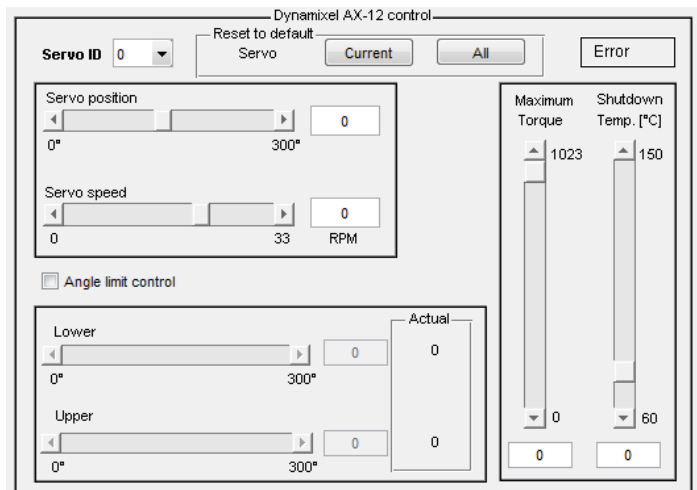 Dynamixel AX-12 control
Reset to default
Servo ID 0 Servo Current All Error
Servo position
0
0° 300°
Servo speed
0
0 33 RPM
Maximum Torque
1023
0
0
Shutdown Temp. [°C]
150
60
0
Angle limit control
Actual
Lower
0 0
0° 300°
Upper
0 0
0° 300°